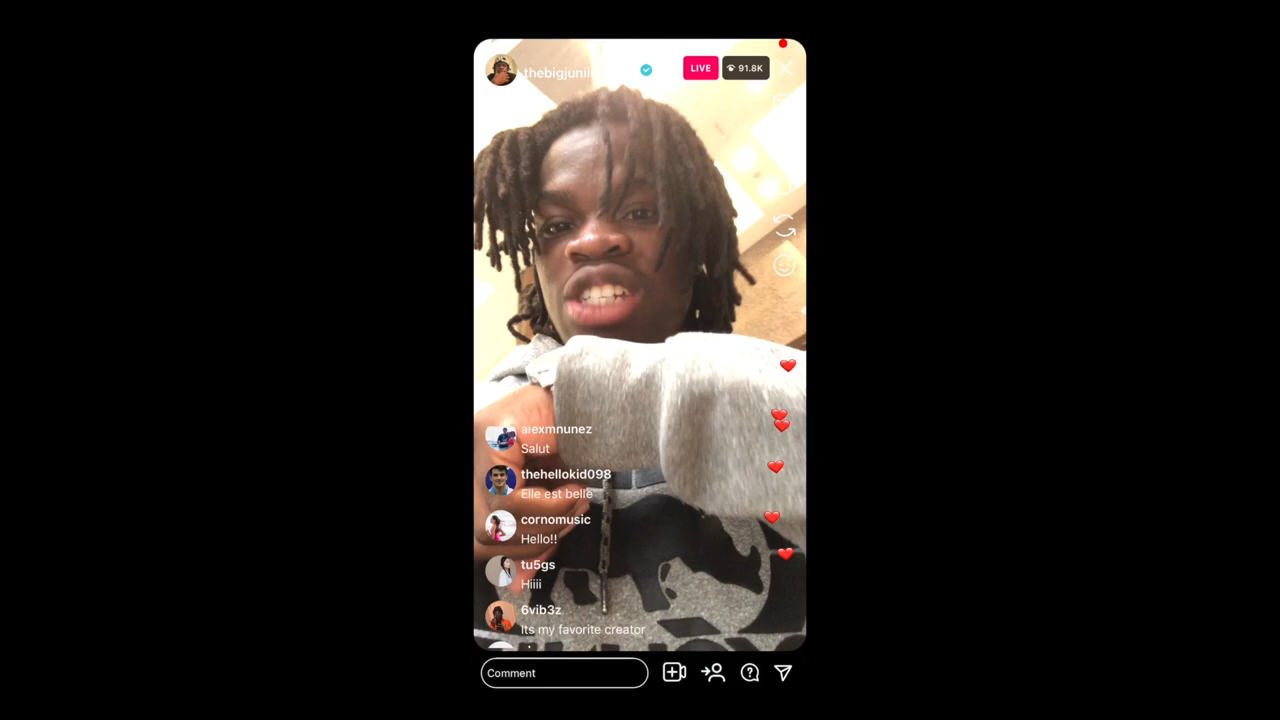 thebigjunii
LIVE
91.8K
alexmnunez
Salut
thehellokid098
Elle est belle
cornomusic
Hello!!
tu5gs
Hiiii
6vib3z
Its my favorite creator
Comment